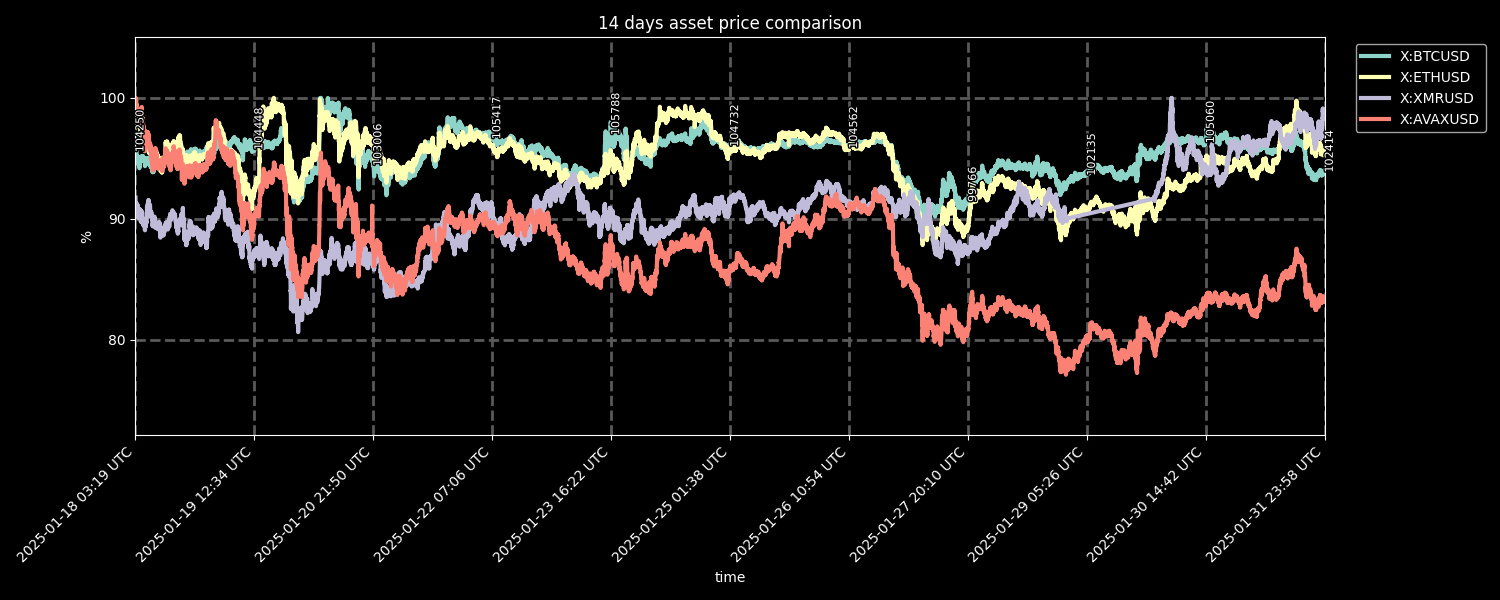 14 days asset price comparison
X:BTCUSD
X:ETHUSD
X:XMRUSD
X:AVAXUSD
100
90
80
%
104250
104448
103006
105417
105788
104732
104562
99766
102135
105060
102414
2025-01-18 03:19 UTC
2025-01-19 12:34 UTC
2025-01-20 21:50 UTC
2025-01-22 07:06 UTC
2025-01-23 16:22 UTC
2025-01-25 01:38 UTC
2025-01-26 10:54 UTC
2025-01-27 20:10 UTC
2025-01-29 05:26 UTC
2025-01-30 14:42 UTC
2025-01-31 23:58 UTC
time